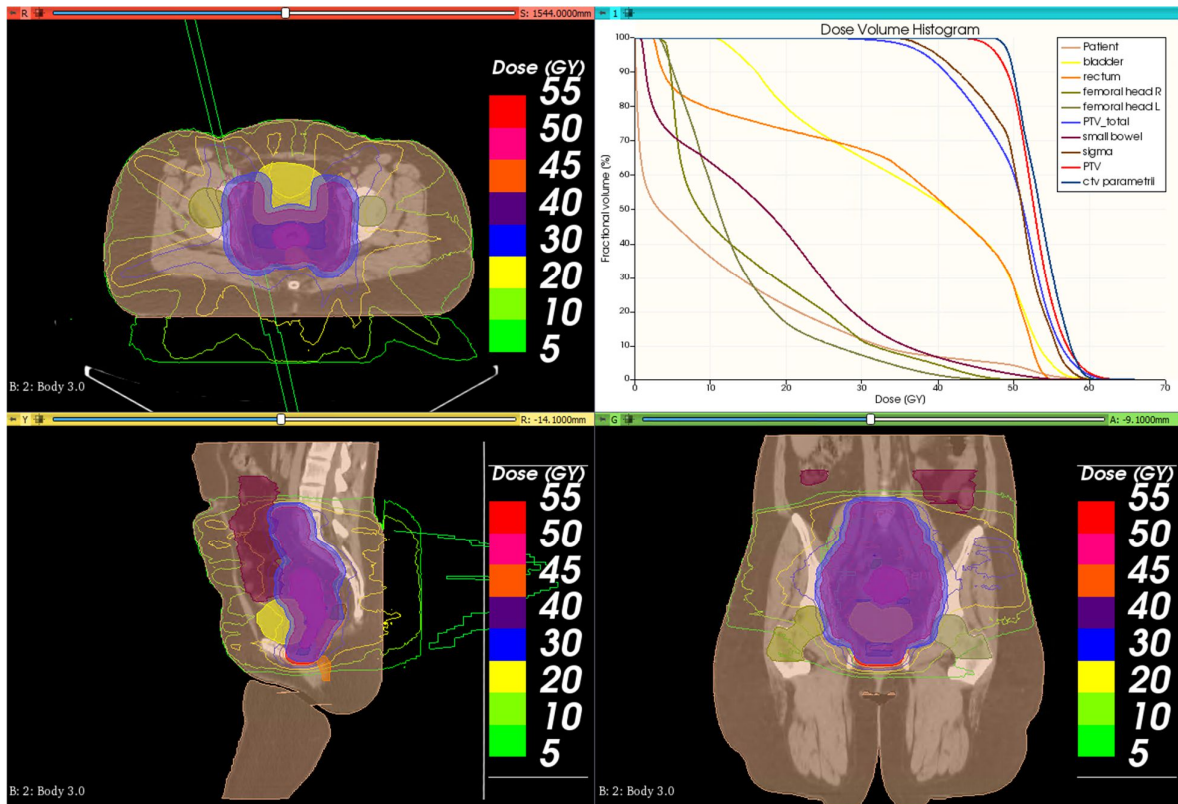 R
S: 1544.0000mm
Dose (GY)
55
50
45
40
30
20
10
5
B: 2: Body 3.0
1
Dose Volume Histogram
Fractional volume (%)
100
90
80
70
60
50
40
30
20
10
0
0
10
20
30
40
50
60
70
Dose (GY)
Patient
bladder
rectum
femoral head R
femoral head L
PTV_total
small bowel
sigma
PTV
ctv parametrii
Y
R: -14.1000mm
Dose (GY)
55
50
45
40
30
20
10
5
B: 2: Body 3.0
G
A: -9.1000mm
Dose (GY)
55
50
45
40
30
20
10
5
B: 2: Body 3.0